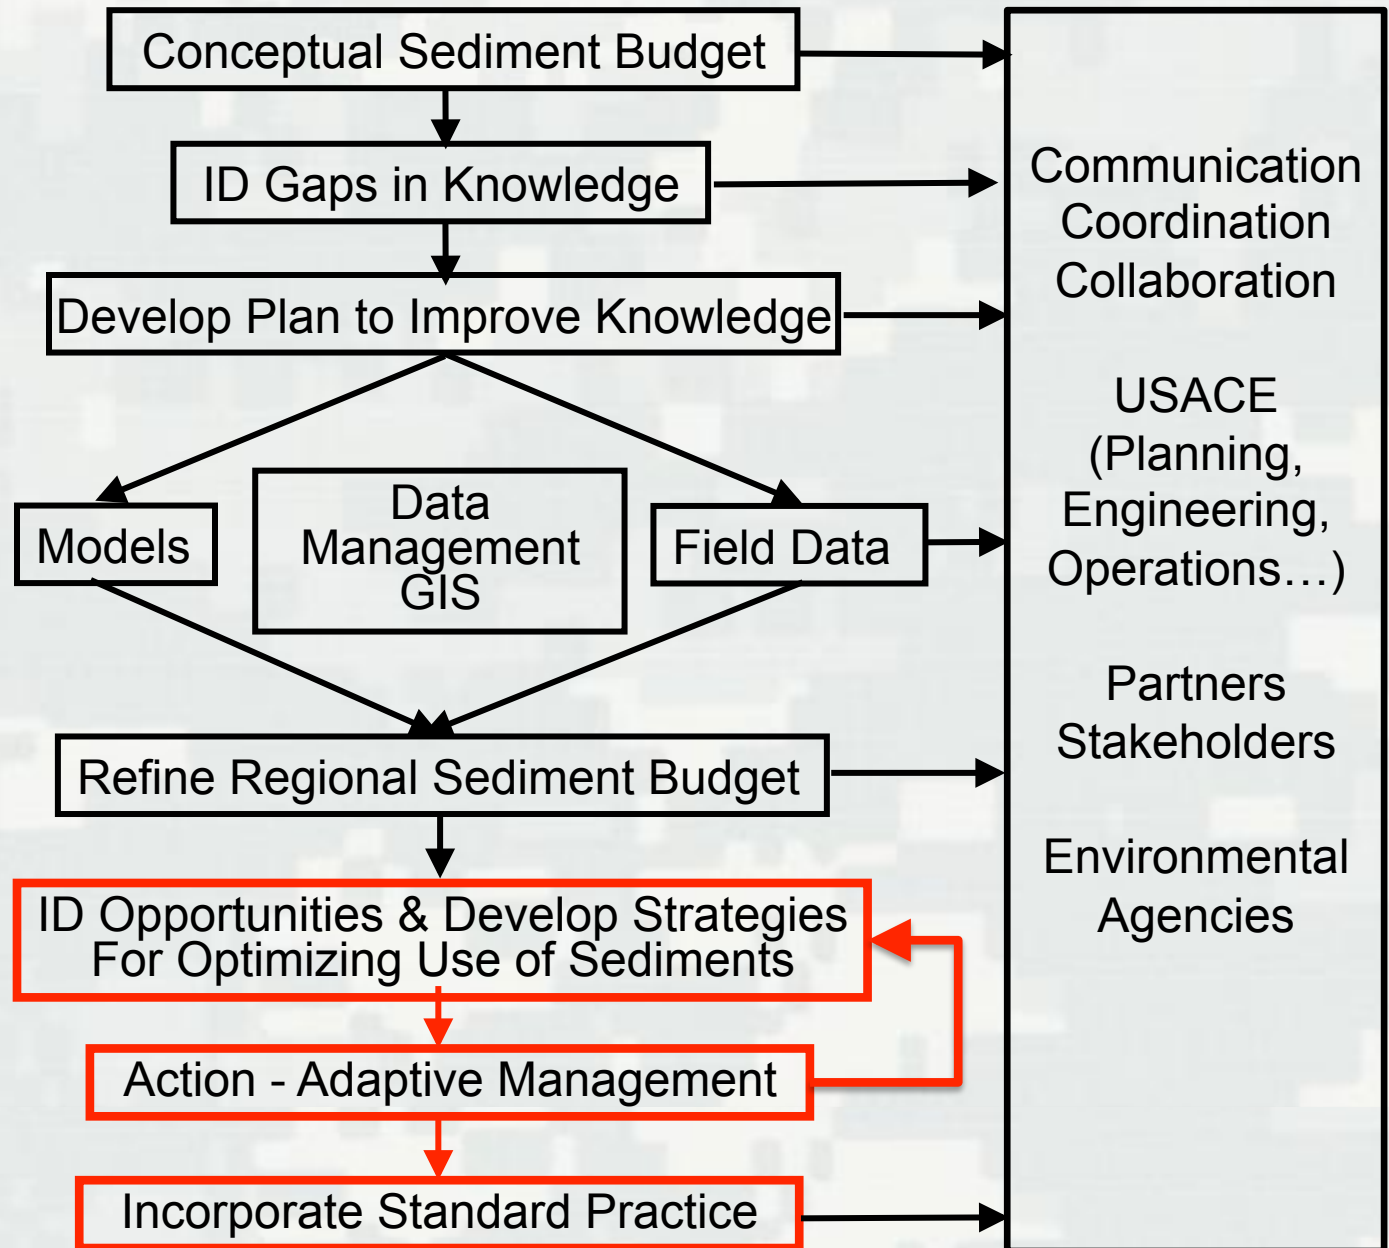 Conceptual Sediment Budget
ID Gaps in Knowledge
Develop Plan to Improve Knowledge
Models
Data
Management
GIS
Field Data
Refine Regional Sediment Budget
ID Opportunities & Develop Strategies
For Optimizing Use of Sediments
Action - Adaptive Management
Incorporate Standard Practice
Communication
Coordination
Collaboration
USACE
(Planning,
Engineering,
Operations…)
Partners
Stakeholders
Environmental
Agencies